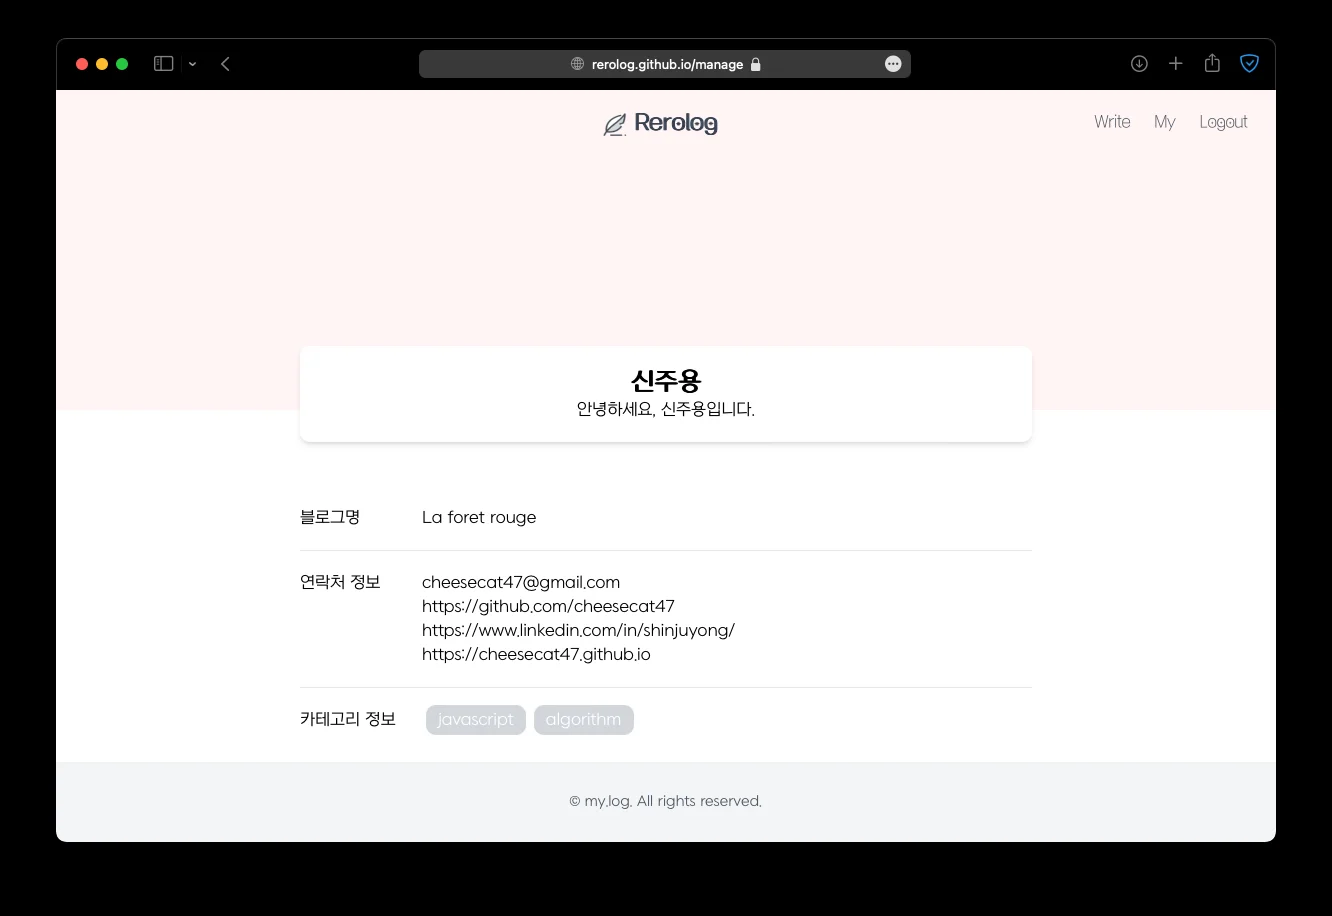 rerolog.github.io/manage
Rerolog
Write My Logout
신주용
안녕하세요, 신주용입니다.
블로그명 La foret rouge
연락처 정보 cheesecat47@gmail.com
https://github.com/cheesecat47
https://www.linkedin.com/in/shinjuyong/
https://cheesecat47.github.io
카테고리 정보 javascript algorithm
© my.log. All rights reserved.